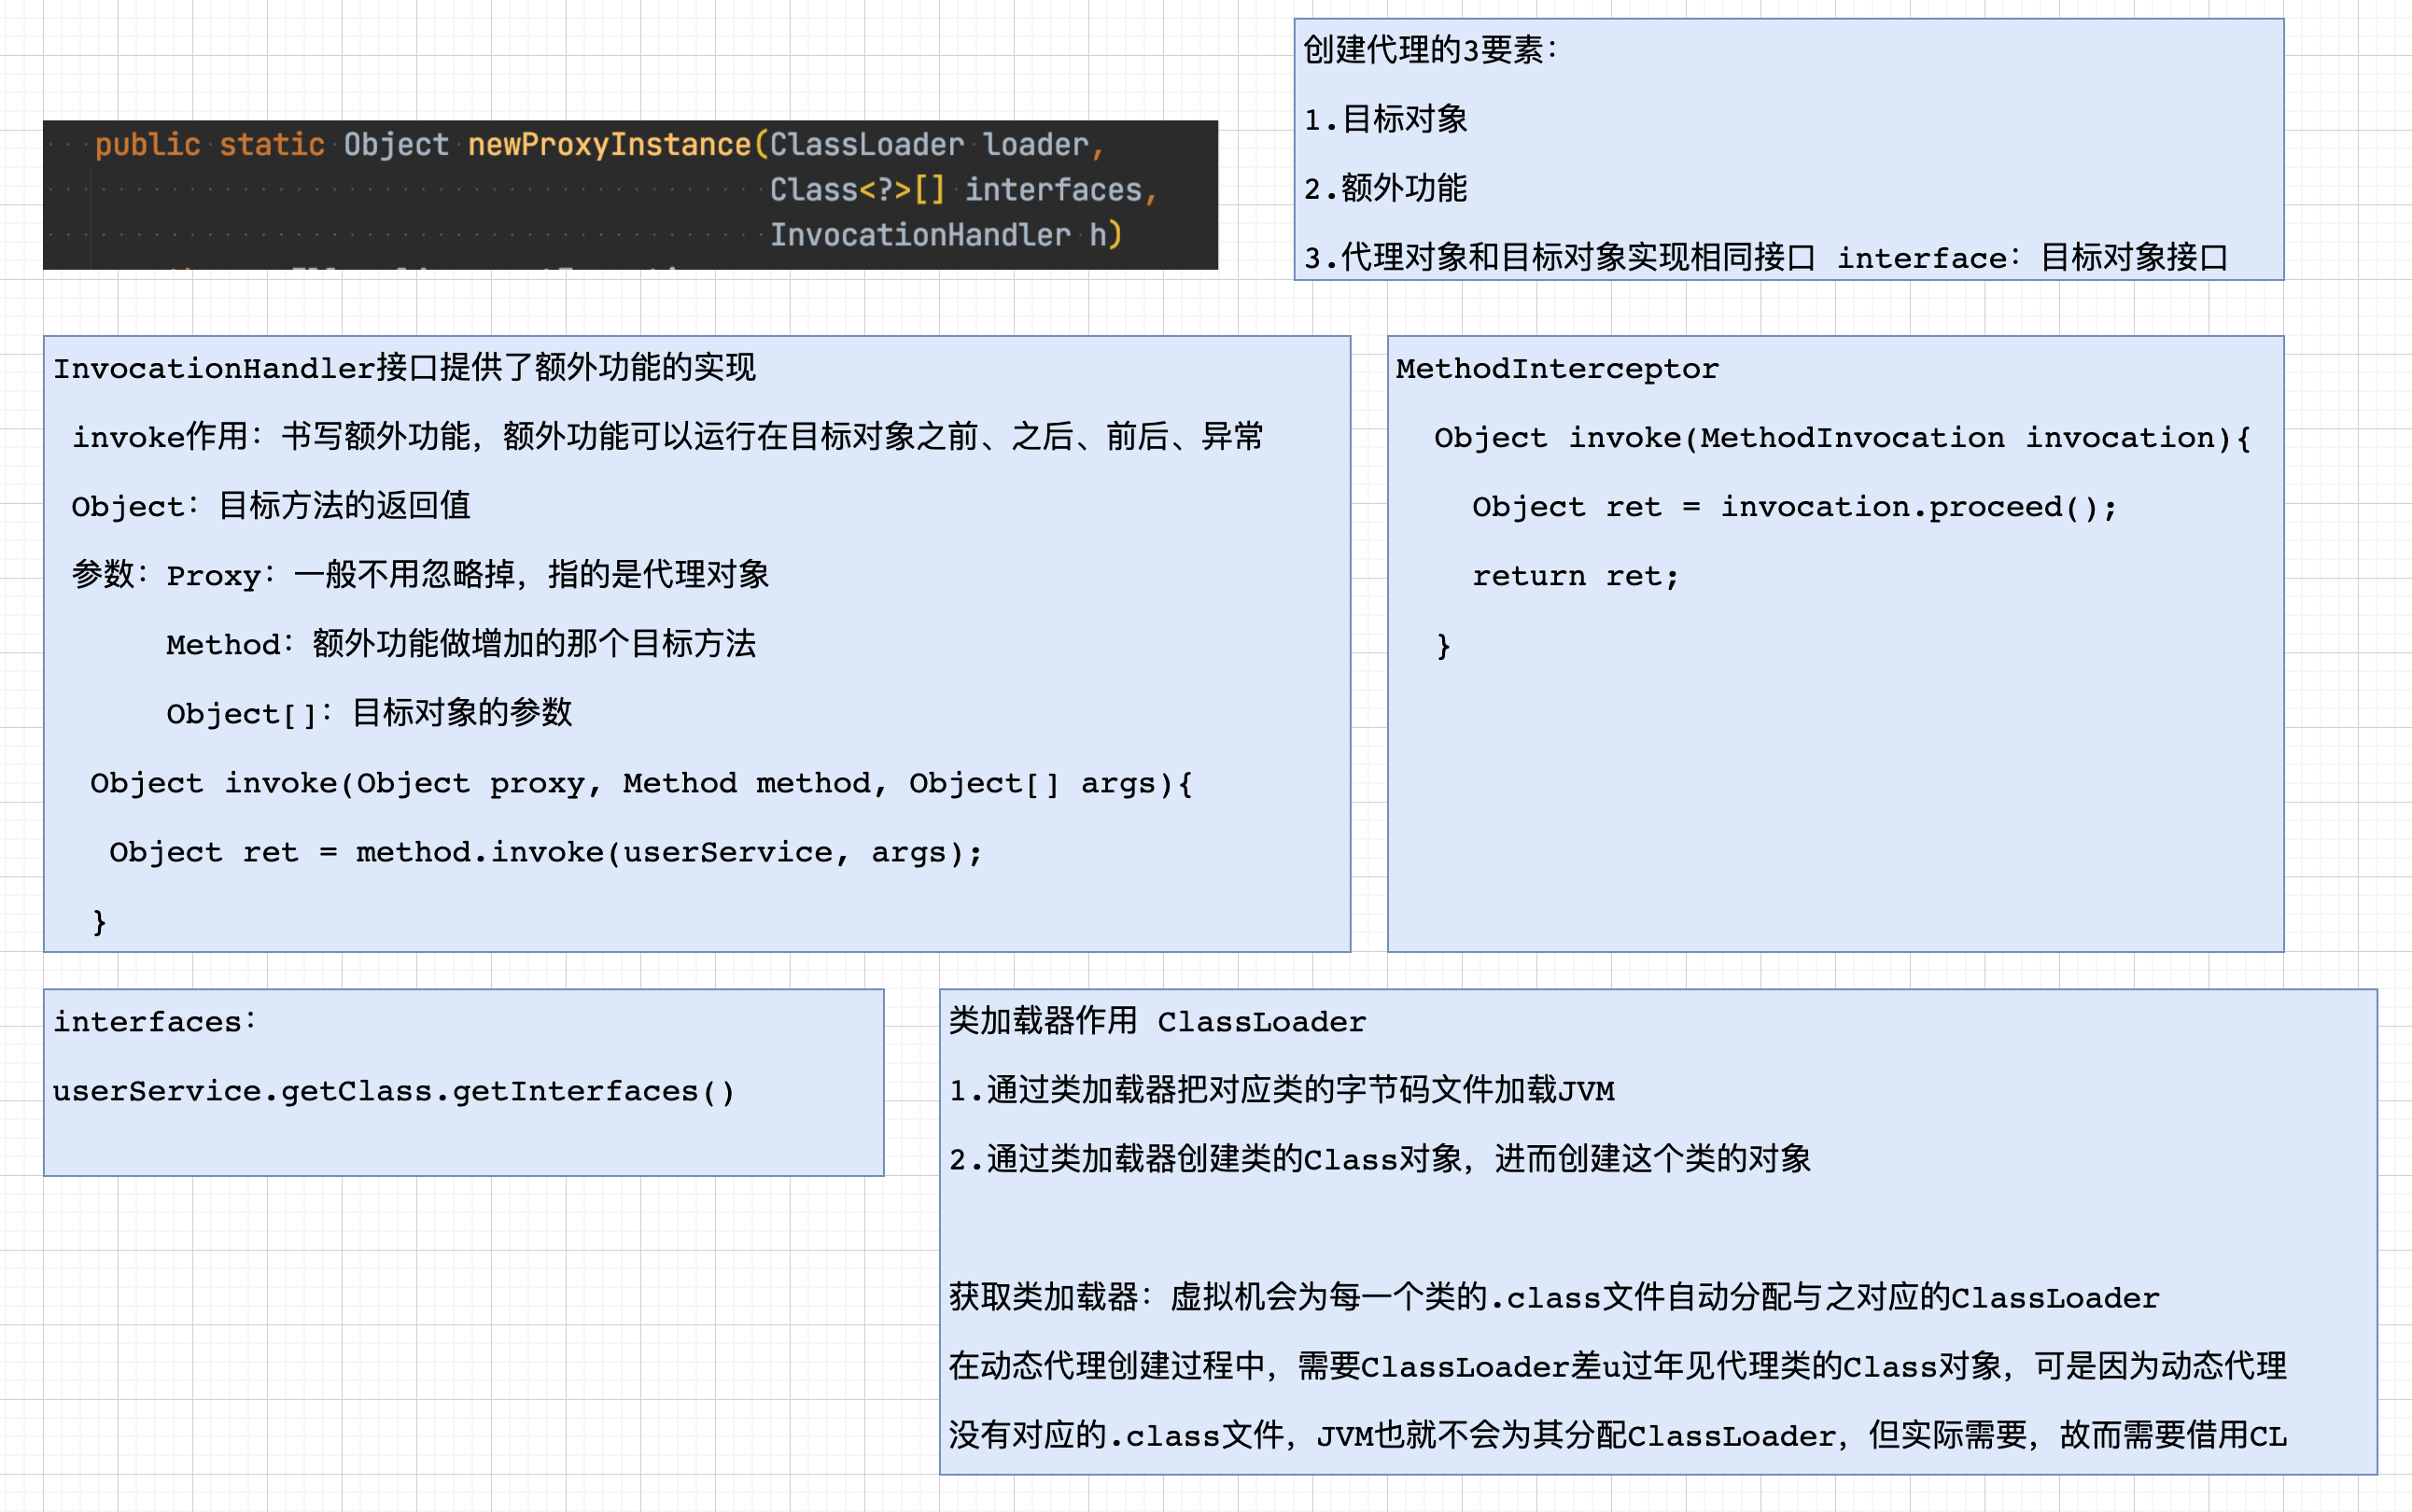 创建代理的3要素：
1.目标对象
2.额外功能
3.代理对象和目标对象实现相同接口 interface：目标对象接口
public static Object newProxyInstance(ClassLoader loader,
Class<?>[] interfaces,
InvocationHandler h)
InvocationHandler接口提供了额外功能的实现
invoke作用：书写额外功能，额外功能可以运行在目标对象之前、之后、前后、异常
Object：目标方法的返回值
参数：Proxy：一般不用忽略掉，指的是代理对象
Method：额外功能做增加的那个目标方法
Object[]：目标对象的参数
Object invoke(Object proxy, Method method, Object[] args){
Object ret = method.invoke(userService, args);
}
MethodInterceptor
Object invoke(MethodInvocation invocation){
Object ret = invocation.proceed();
return ret;
}
interfaces：
userService.getClass.getInterfaces()
类加载器作用 ClassLoader
1.通过类加载器把对应类的字节码文件加载JVM
2.通过类加载器创建类的Class对象，进而创建这个类的对象
获取类加载器：虚拟机会为每一个类的.class文件自动分配与之对应的ClassLoader
在动态代理创建过程中，需要ClassLoader差u过年见代理类的Class对象，可是因为动态代理
没有对应的.class文件，JVM也就不会为其分配ClassLoader，但实际需要，故而需要借用CL